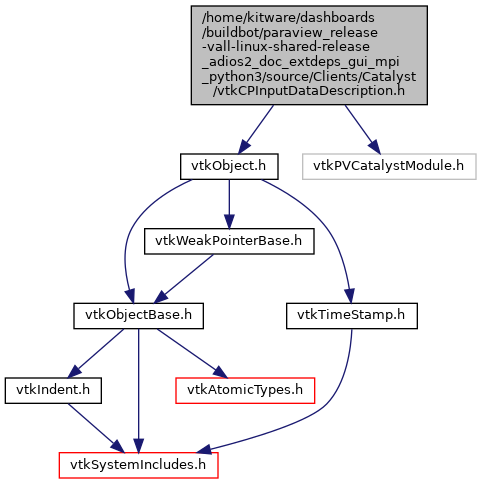 /home/kitware/dashboards
/buildbot/paraview_release
-vall-linux-shared-release
_adios2_doc_extdeps_gui_mpi
_python3/source/Clients/Catalyst
/vtkCPInputDataDescription.h
vtkObject.h
vtkPVCatalystModule.h
vtkWeakPointerBase.h
vtkObjectBase.h
vtkTimeStamp.h
vtkIndent.h
vtkAtomicTypes.h
vtkSystemIncludes.h